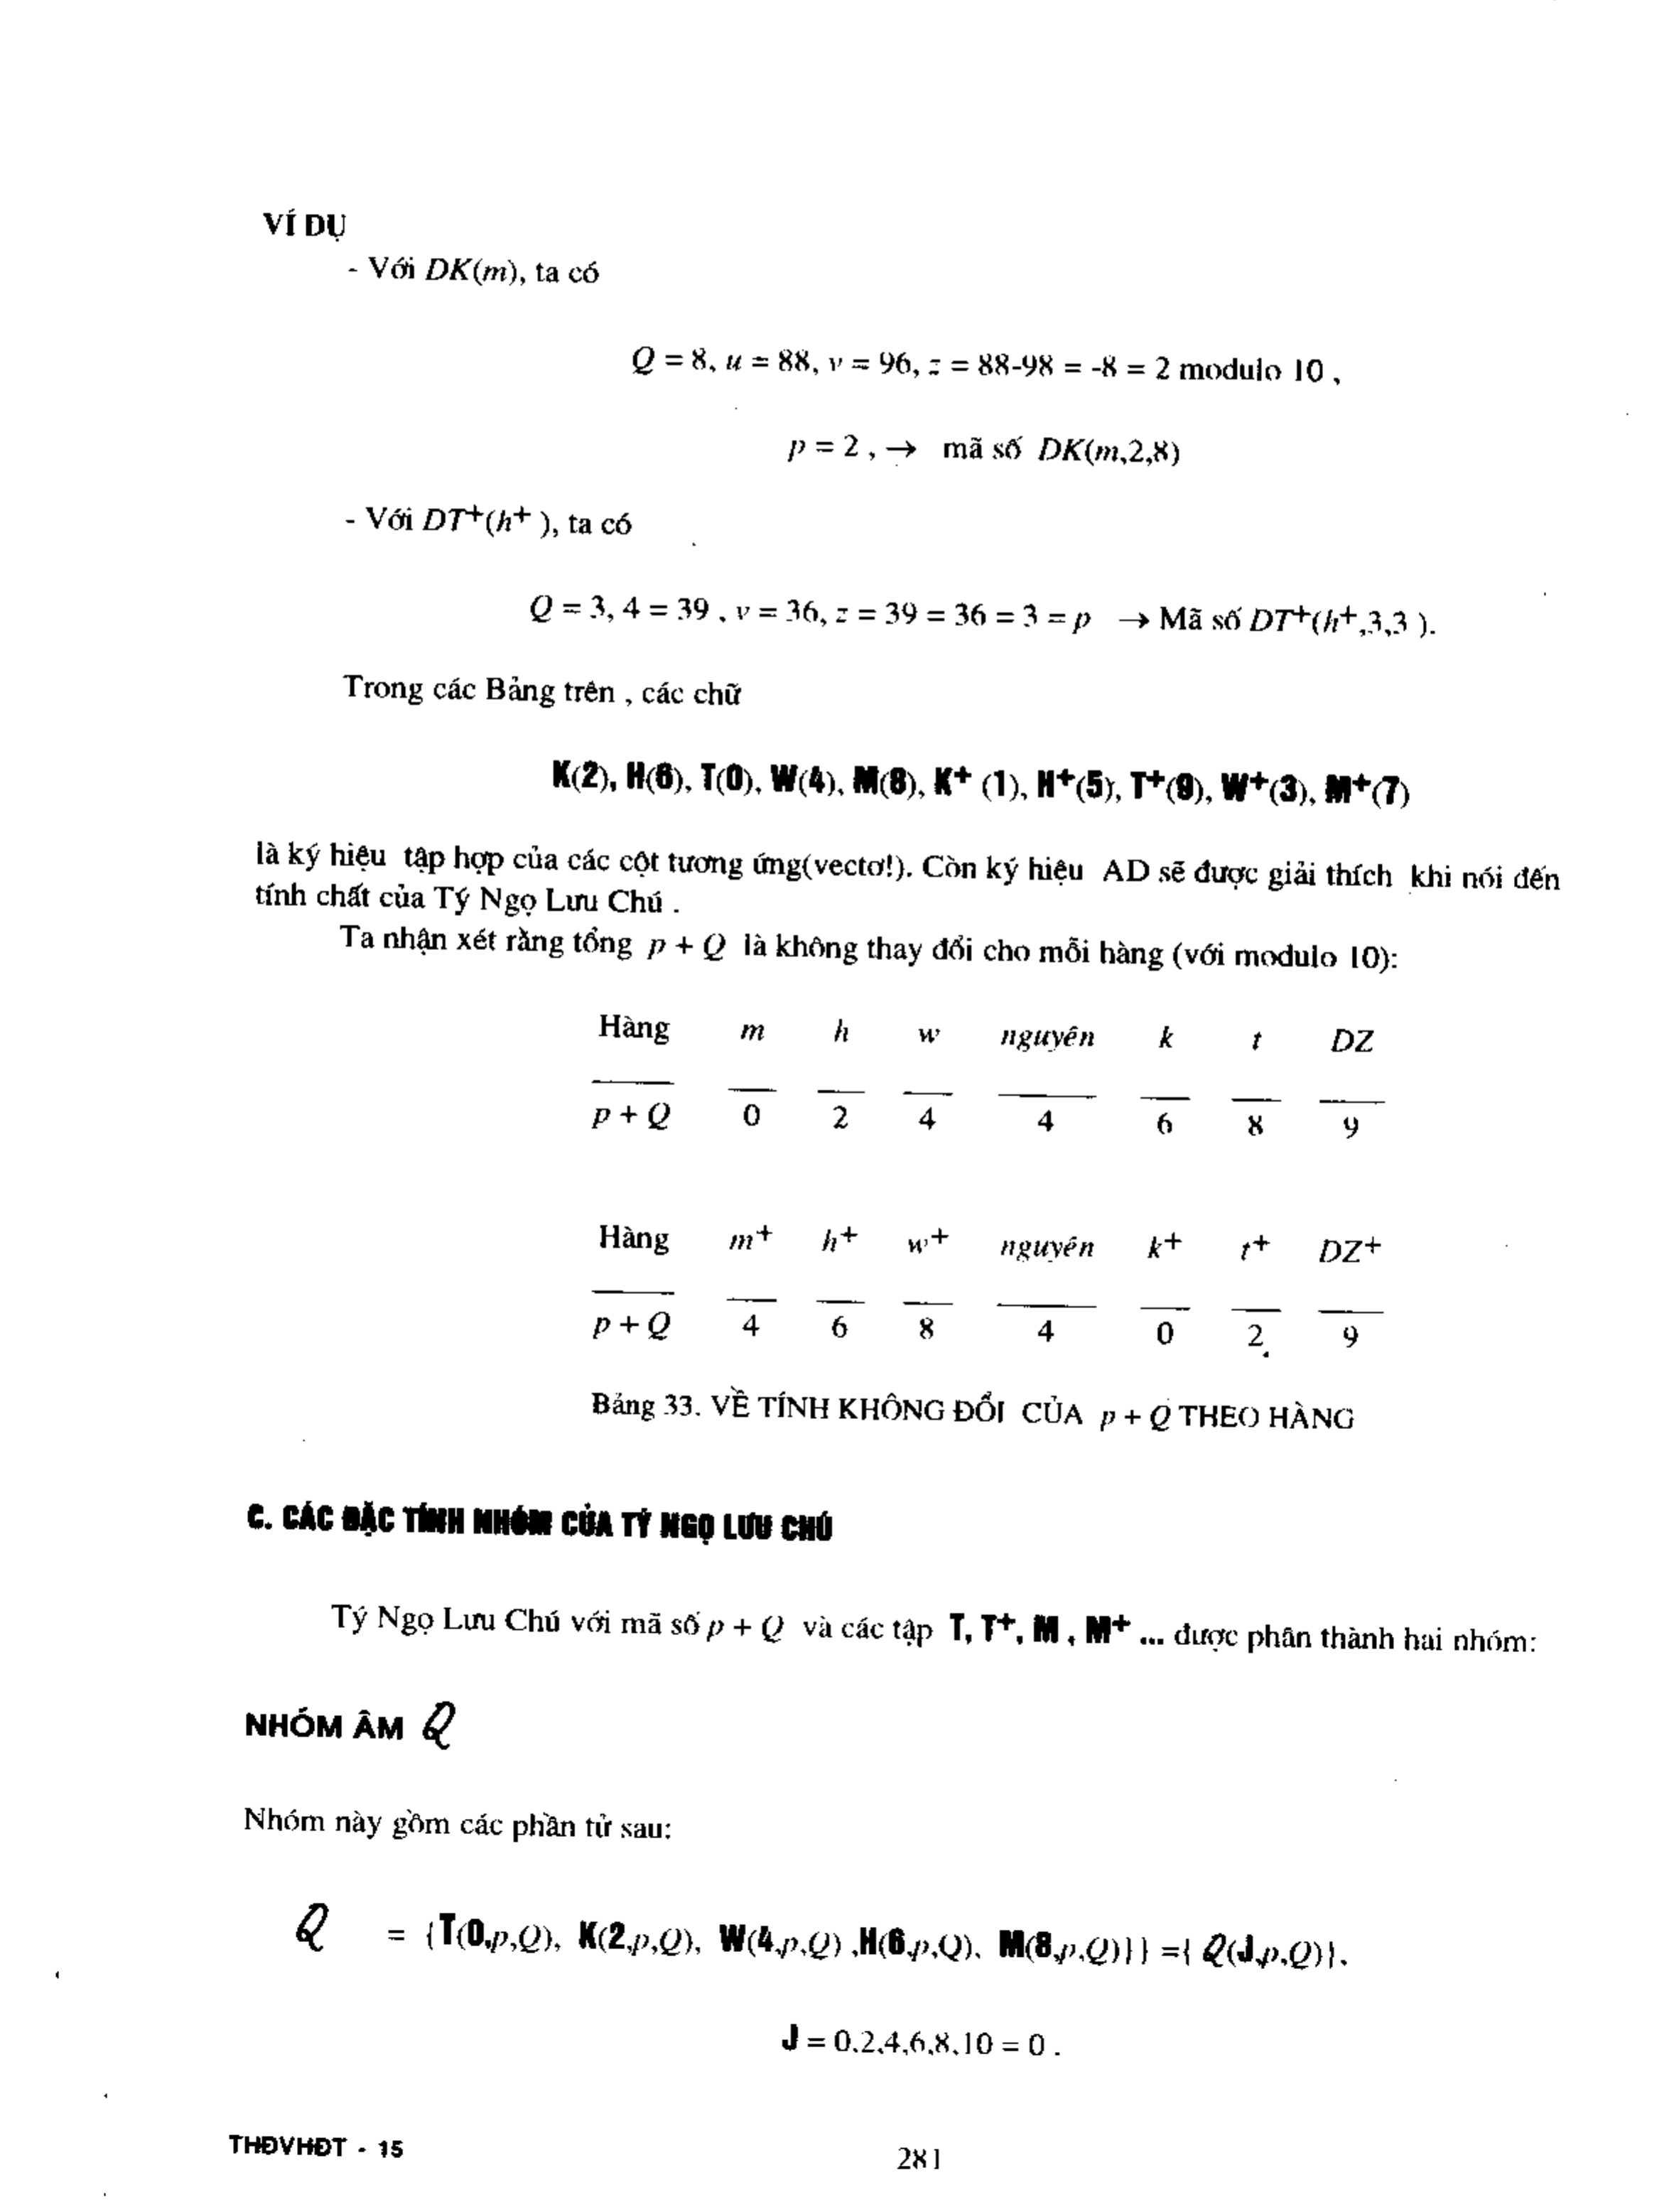 VÍ DỤ
- Với DK(m), ta có
Q = 8, u = 88, v = 96, z = 88-98 = -8 = 2 modulo 10 ,
p = 2 , → mã số DK(m,2,8)
- Với DT+(h+ ), ta có
Q = 3, 4 = 39 , v = 36, z = 39 = 36 = 3 = p → Mã số DT+(h+,3,3 ).
Trong các Bảng trên , các chữ
K(2), H(6), T(0), W(4), M(8), K+ (1), H+(5), T+(9), W+(3), M+(7)
là ký hiệu tập hợp của các cột tương ứng(vectơ!). Còn ký hiệu AD sẽ được giải thích khi nói đến
tính chất của Tý Ngọ Lưu Chú .
Ta nhận xét rằng tổng p + Q là không thay đổi cho mỗi hàng (với modulo 10):
Hàng m h w nguyên k t DZ
p + Q 0 2 4 4 6 8 9
Hàng m+ h+ w+ nguyên k+ t+ DZ+
p + Q 4 6 8 4 0 2 9
Bảng 33. VỀ TÍNH KHÔNG ĐỔI CỦA p + Q THEO HÀNG
C. CÁC ĐẶC TÍNH NHÓM CỦA TÝ NGỌ LƯU CHÚ
Tý Ngọ Lưu Chú với mã số p + Q và các tập T, T+, M , M+ ... được phân thành hai nhóm:
NHÓM ÂM Q
Nhóm này gồm các phần tử sau:
Q = {T(0,p,Q), K(2,p,Q), W(4,p,Q) ,H(6,p,Q), M(8,p,Q)}} ={ Q(J,p,Q)}.
J = 0,2,4,6,8,10 = 0 .
THĐVHĐT - 15
281